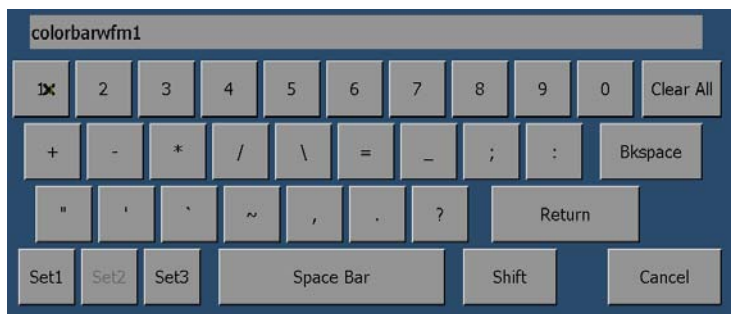 colorbarwfm1
1 2 3 4 5 6 7 8 9 0 Clear All
+ - * / \ = _ ; : Bkspace
" ' ` ~ , . ? Return
Set1 Set2 Set3 Space Bar Shift Cancel